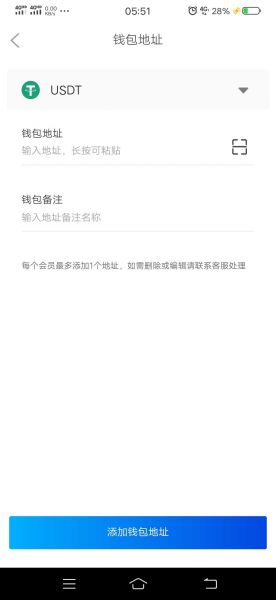 4G 4G 0.00 KB/s ... 05:51 4G 28%
钱包地址
USDT
钱包地址
输入地址，长按可粘贴
钱包备注
输入地址备注名称
每个会员最多添加1个地址，如需删除或编辑请联系客服处理
添加钱包地址